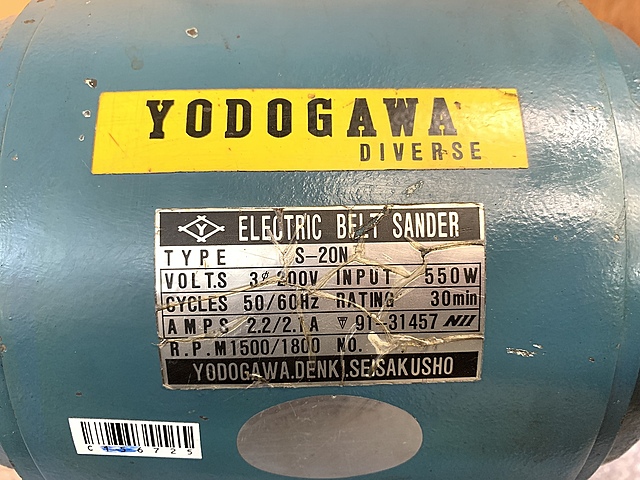 YODOGAWA
DIVERSE
Y ELECTRIC BELT SANDER
TYPE S-20N
VOLTS 3φ 200V INPUT 550W
CYCLES 50/60Hz RATING 30min
AMPS 2.2/2.1A ▽ 91-31457
R.P.M 1500/1800 NO.
YODOGAWA.DENKI.SEISAKUSHO